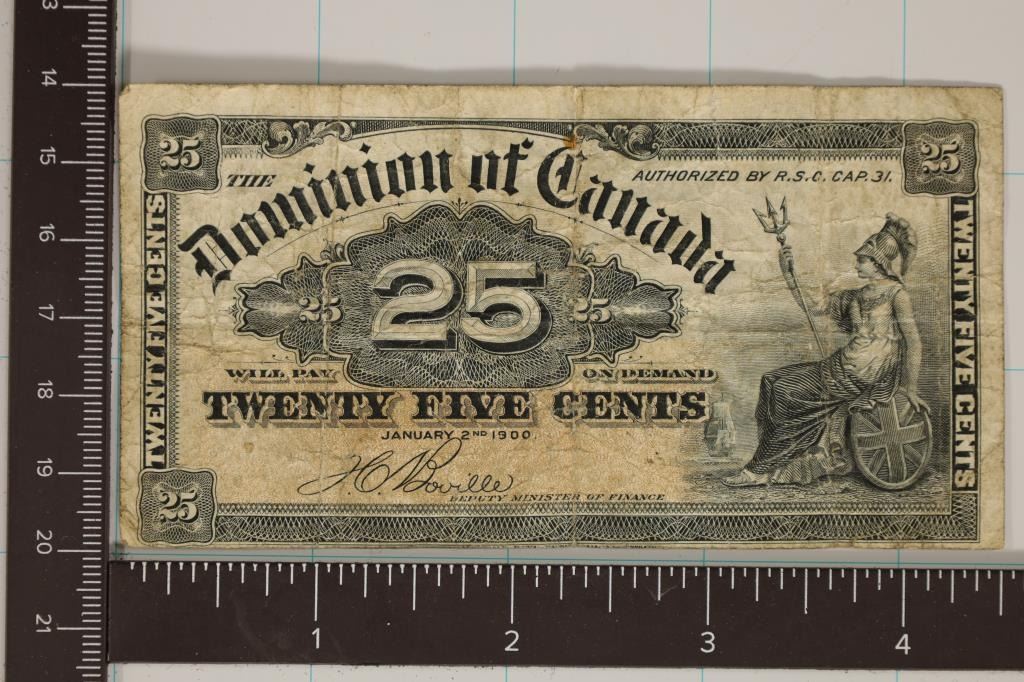 25
25
THE
Dominion of Canada
AUTHORIZED BY R.S.C. CAP. 31.
TWENTY FIVE CENTS
TWENTY FIVE CENTS
25
25
25
WILL PAY
ON DEMAND
TWENTY FIVE CENTS
JANUARY 2ND 1900.
H.C. Boville
DEPUTY MINISTER OF FINANCE
25
13
14
15
16
17
18
19
20
21
1
2
3
4